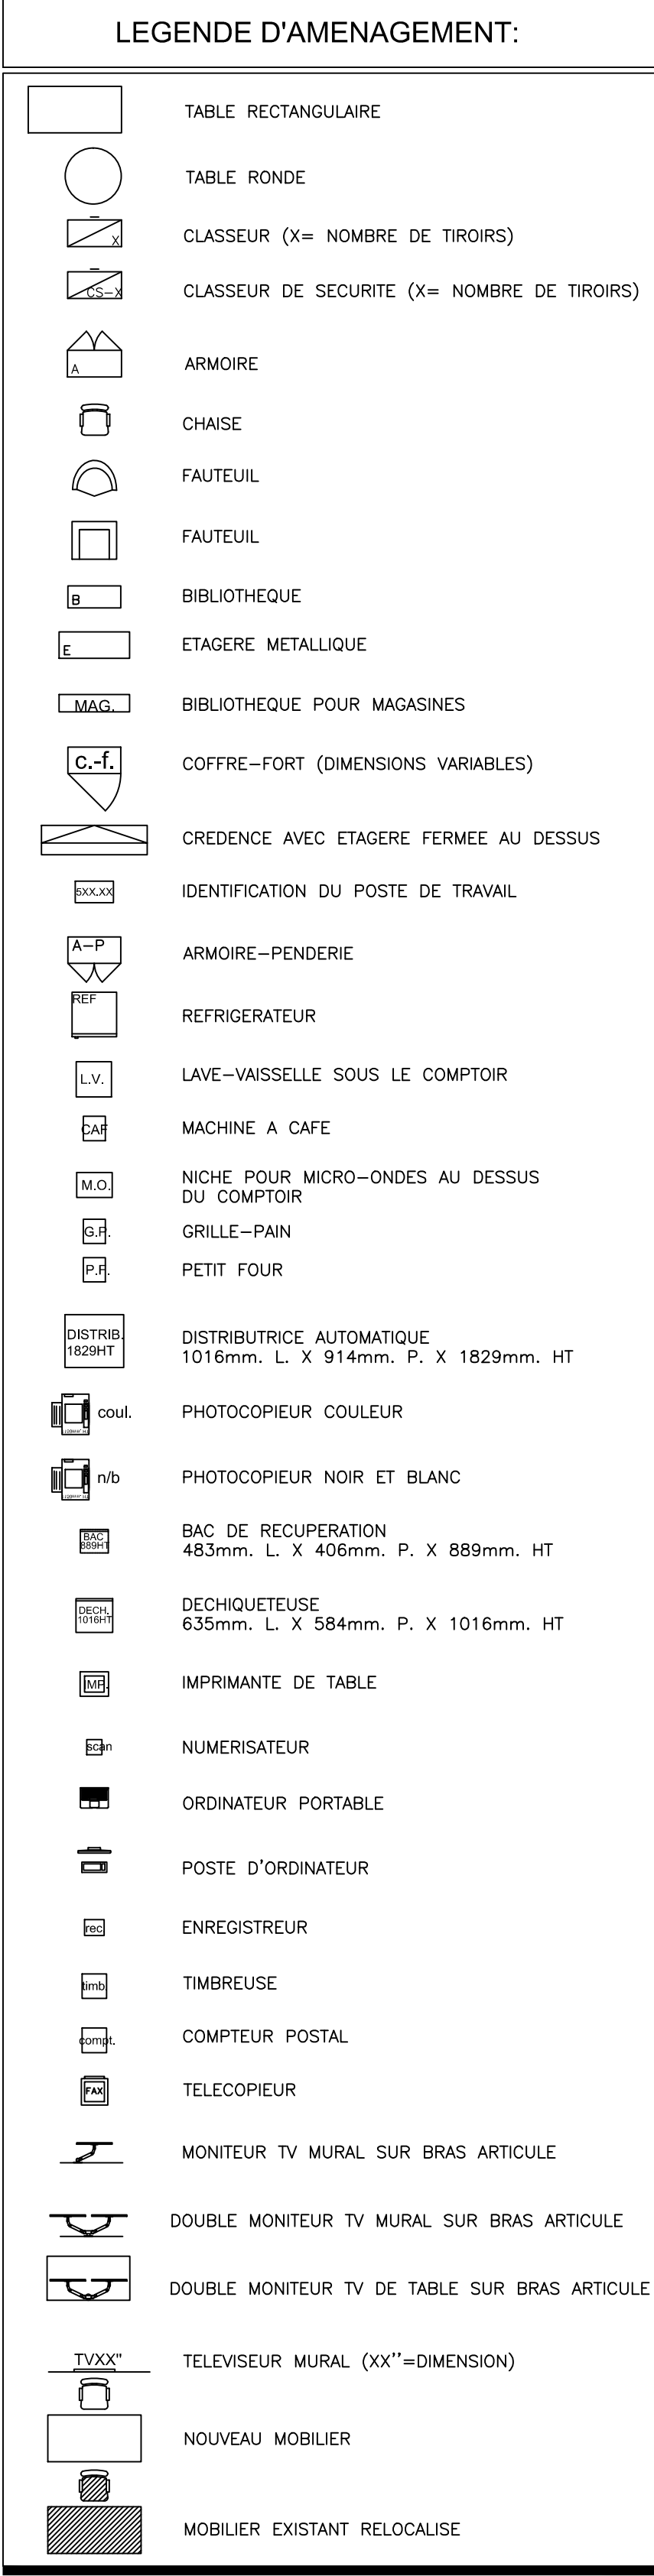 LEGENDE D'AMENAGEMENT:
TABLE RECTANGULAIRE
TABLE RONDE
X CLASSEUR (X= NOMBRE DE TIROIRS)
CS-X CLASSEUR DE SECURITE (X= NOMBRE DE TIROIRS)
A ARMOIRE
CHAISE
FAUTEUIL
FAUTEUIL
B BIBLIOTHEQUE
E ETAGERE METALLIQUE
MAG. BIBLIOTHEQUE POUR MAGASINES
c.-f. COFFRE-FORT (DIMENSIONS VARIABLES)
CREDENCE AVEC ETAGERE FERMEE AU DESSUS
5XX.XX IDENTIFICATION DU POSTE DE TRAVAIL
A-P ARMOIRE-PENDERIE
REF REFRIGERATEUR
L.V. LAVE-VAISSELLE SOUS LE COMPTOIR
CAF MACHINE A CAFE
M.O. NICHE POUR MICRO-ONDES AU DESSUS
DU COMPTOIR
G.P. GRILLE-PAIN
P.F. PETIT FOUR
DISTRIB. DISTRIBUTRICE AUTOMATIQUE
1829HT 1016mm. L. X 914mm. P. X 1829mm. HT
coul. PHOTOCOPIEUR COULEUR
n/b PHOTOCOPIEUR NOIR ET BLANC
BAC BAC DE RECUPERATION
889HT 483mm. L. X 406mm. P. X 889mm. HT
DECH. DECHIQUETEUSE
1016HT 635mm. L. X 584mm. P. X 1016mm. HT
IMP. IMPRIMANTE DE TABLE
scan NUMERISATEUR
ORDINATEUR PORTABLE
POSTE D'ORDINATEUR
rec ENREGISTREUR
timb TIMBREUSE
compt. COMPTEUR POSTAL
FAX TELECOPIEUR
MONITEUR TV MURAL SUR BRAS ARTICULE
DOUBLE MONITEUR TV MURAL SUR BRAS ARTICULE
DOUBLE MONITEUR TV DE TABLE SUR BRAS ARTICULE
TVXX" TELEVISEUR MURAL (XX''=DIMENSION)
NOUVEAU MOBILIER
MOBILIER EXISTANT RELOCALISE